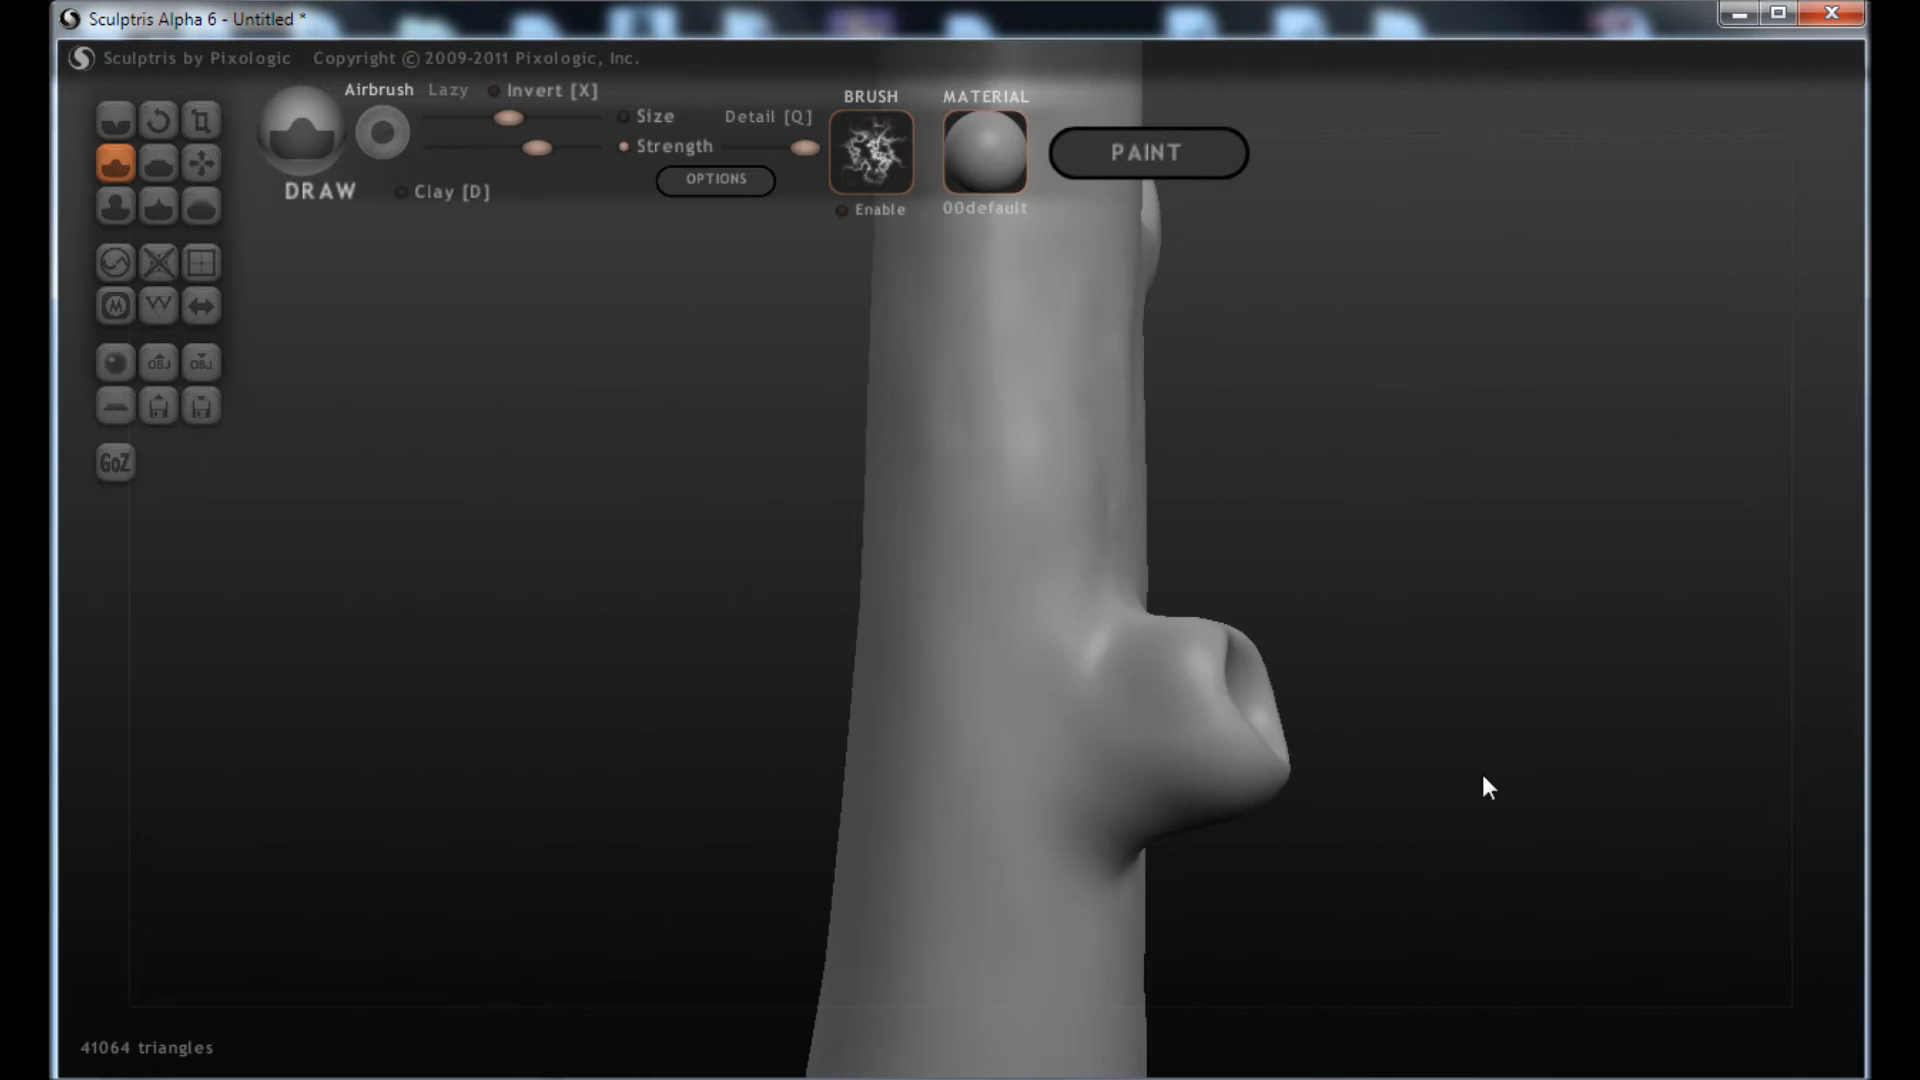 Sculptris Alpha 6 - Untitled *
Sculptris by Pixologic Copyright © 2009-2011 Pixologic, Inc.
Airbrush Lazy Invert [X]
Size Detail [Q]
Strength
OPTIONS
DRAW Clay [D]
BRUSH MATERIAL
PAINT
Enable 00default
M
OBJ OBJ
GoZ
41064 triangles